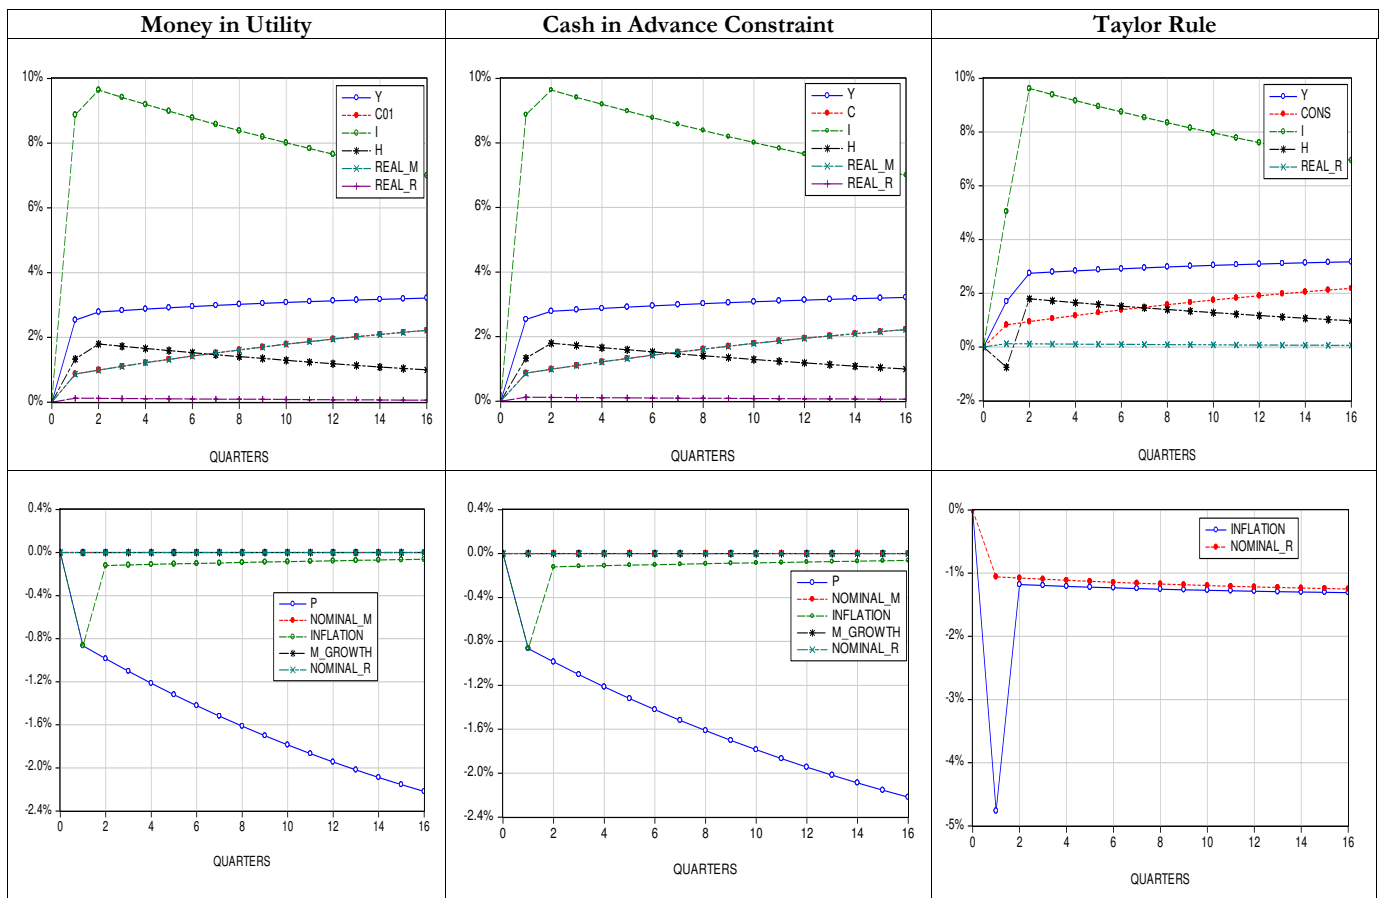 Money in Utility
Cash in Advance Constraint
Taylor Rule
10%
8%
6%
4%
2%
0%
Y
C01
I
H
REAL_M
REAL_R
0 2 4 6 8 10 12 14 16
QUARTERS
10%
8%
6%
4%
2%
0%
Y
C
I
H
REAL_M
REAL_R
0 2 4 6 8 10 12 14 16
QUARTERS
10%
8%
6%
4%
2%
0%
-2%
Y
CONS
I
H
REAL_R
0 2 4 6 8 10 12 14 16
QUARTERS
0.4%
0.0%
-0.4%
-0.8%
-1.2%
-1.6%
-2.0%
-2.4%
P
NOMINAL_M
INFLATION
M_GROWTH
NOMINAL_R
0 2 4 6 8 10 12 14 16
QUARTERS
0.4%
0.0%
-0.4%
-0.8%
-1.2%
-1.6%
-2.0%
-2.4%
P
NOMINAL_M
INFLATION
M_GROWTH
NOMINAL_R
0 2 4 6 8 10 12 14 16
QUARTERS
0%
-1%
-2%
-3%
-4%
-5%
INFLATION
NOMINAL_R
0 2 4 6 8 10 12 14 16
QUARTERS